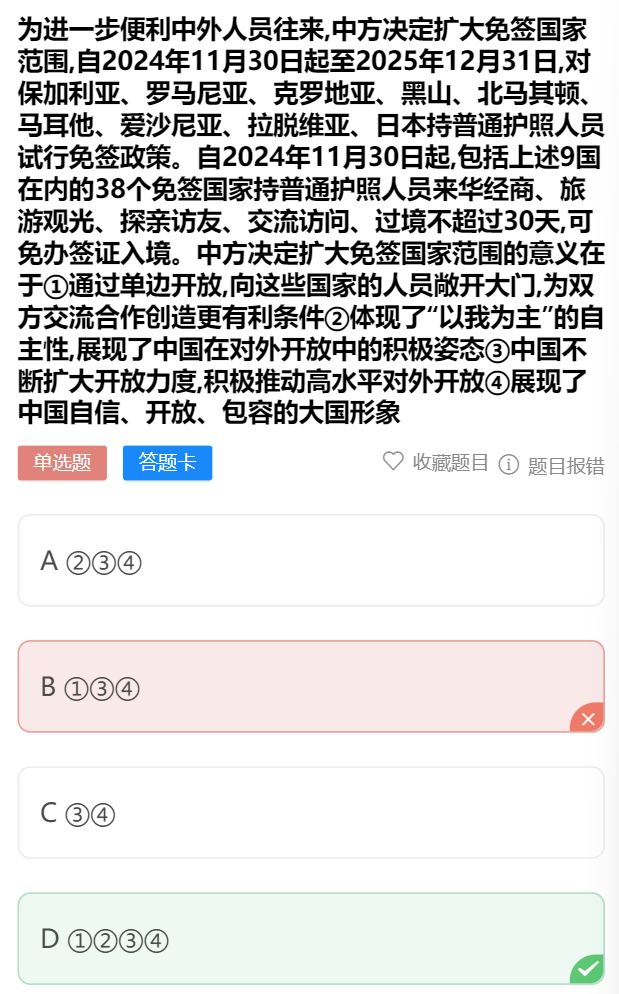 为进一步便利中外人员往来,中方决定扩大免签国家
范围,自2024年11月30日起至2025年12月31日,对
保加利亚、罗马尼亚、克罗地亚、黑山、北马其顿、
马耳他、爱沙尼亚、拉脱维亚、日本持普通护照人员
试行免签政策。自2024年11月30日起,包括上述9国
在内的38个免签国家持普通护照人员来华经商、旅
游观光、探亲访友、交流访问、过境不超过30天,可
免办签证入境。中方决定扩大免签国家范围的意义在
于①通过单边开放,向这些国家的人员敞开大门,为双
方交流合作创造更有利条件②体现了“以我为主”的自
主性,展现了中国在对外开放中的积极姿态③中国不
断扩大开放力度,积极推动高水平对外开放④展现了
中国自信、开放、包容的大国形象
单选题 答题卡 收藏题目 题目报错
A ②③④
B ①③④
C ③④
D ①②③④